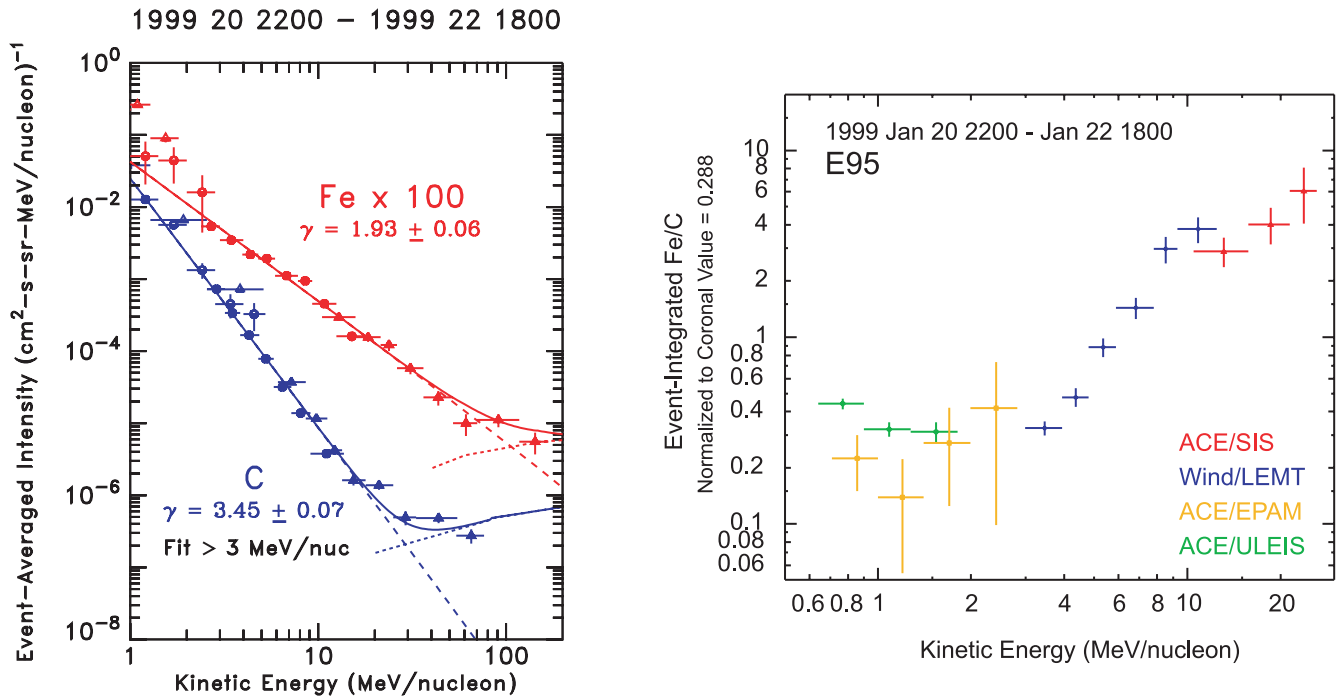 1999 20 2200 – 1999 22 1800
Event–Averaged Intensity (cm²–s–sr–MeV/nucleon)⁻¹
10⁰
10⁻²
10⁻⁴
10⁻⁶
10⁻⁸
Fe x 100
γ = 1.93 ± 0.06
C
γ = 3.45 ± 0.07
Fit > 3 MeV/nuc
1 10 100
Kinetic Energy (MeV/nucleon)
Event-Integrated Fe/C
Normalized to Coronal Value = 0.288
1999 Jan 20 2200 - Jan 22 1800
E95
10
8
6
4
2
1
0.8
0.6
0.4
0.2
0.1
0.08
0.06
ACE/SIS
Wind/LEMT
ACE/EPAM
ACE/ULEIS
0.6 0.8 1 2 4 6 8 10 20
Kinetic Energy (MeV/nucleon)